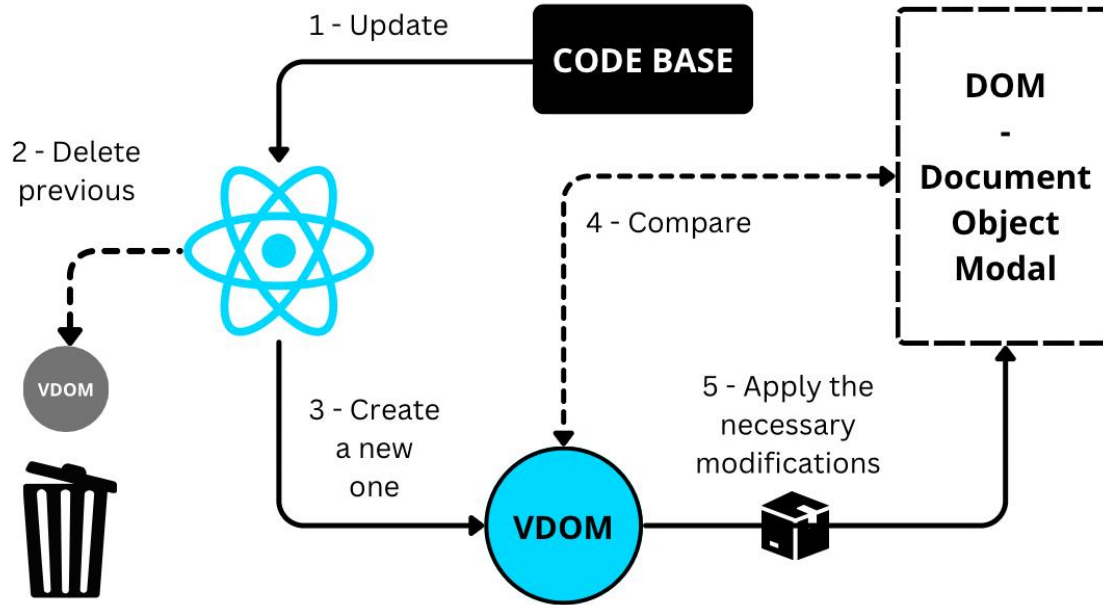 1 - Update
CODE BASE
DOM
-
Document
Object
Modal
2 - Delete
previous
4 - Compare
VDOM
3 - Create
a new
one
5 - Apply the
necessary
modifications
VDOM